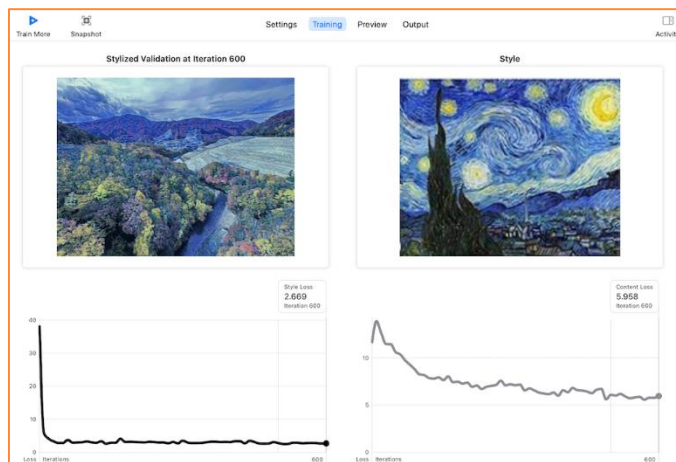 Train More
Snapshot
Settings Training Preview Output
Activit
Stylized Validation at Iteration 600
Style
Style Loss
2.669
Iteration 600
Content Loss
5.958
Iteration 600
40
30
20
10
0
Loss Iterations 600
10
5
0
Loss Iterations 600